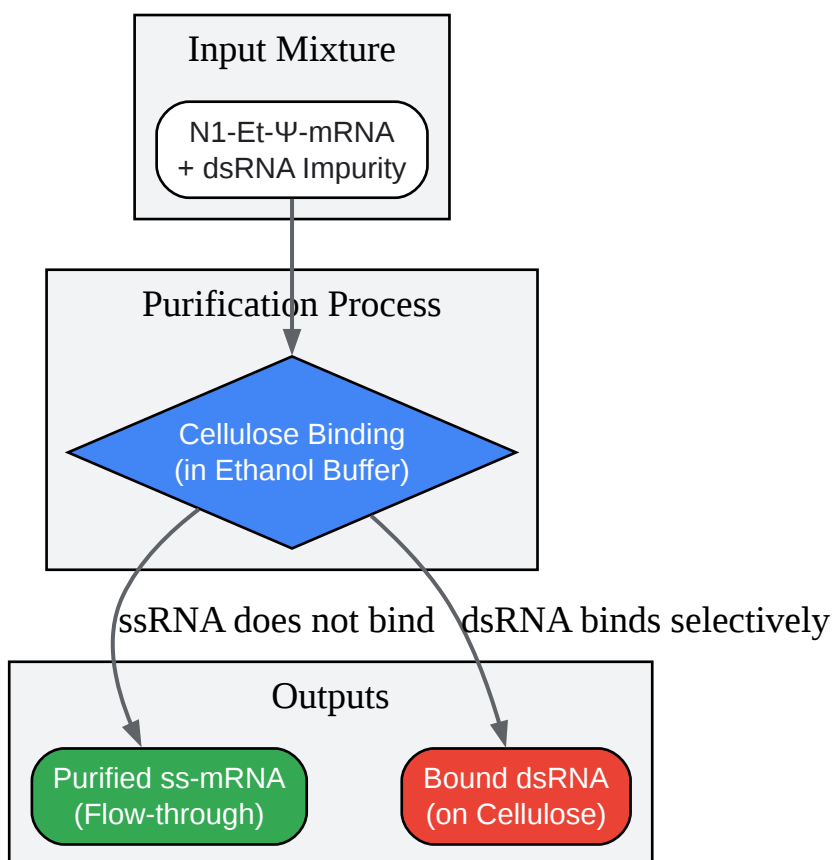 Input Mixture
N1-Et-Ψ-mRNA
+ dsRNA Impurity
Purification Process
Cellulose Binding
(in Ethanol Buffer)
ssRNA does not bind
dsRNA binds selectively
Outputs
Purified ss-mRNA
(Flow-through)
Bound dsRNA
(on Cellulose)